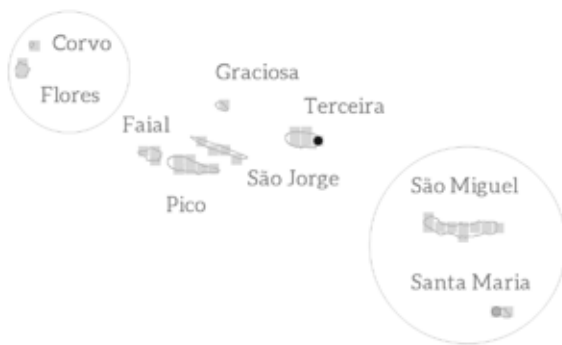 Corvo
Flores
Graciosa
Terceira
Faial
São Jorge
Pico
São Miguel
Santa Maria